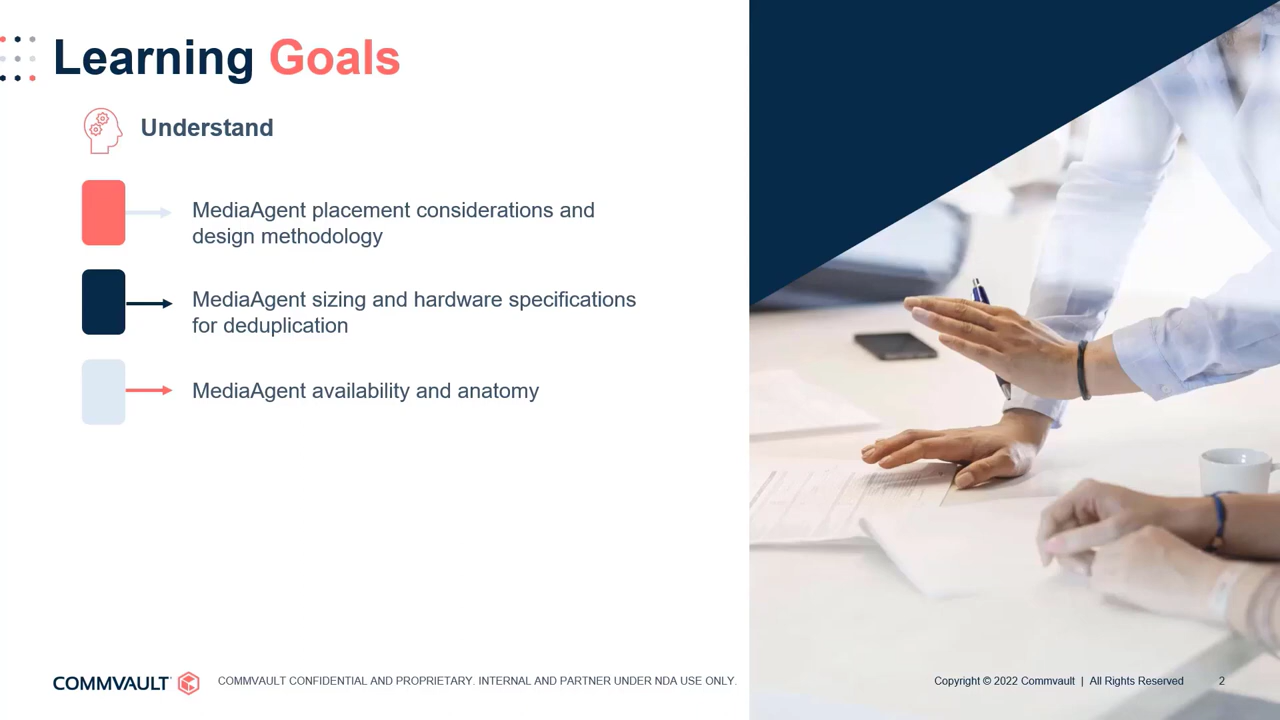 Learning Goals
Understand
MediaAgent placement considerations and
design methodology
MediaAgent sizing and hardware specifications
for deduplication
MediaAgent availability and anatomy
COMMVAULT
COMMVAULT CONFIDENTIAL AND PROPRIETARY. INTERNAL AND PARTNER UNDER NDA USE ONLY.
Copyright © 2022 Commvault | All Rights Reserved 2